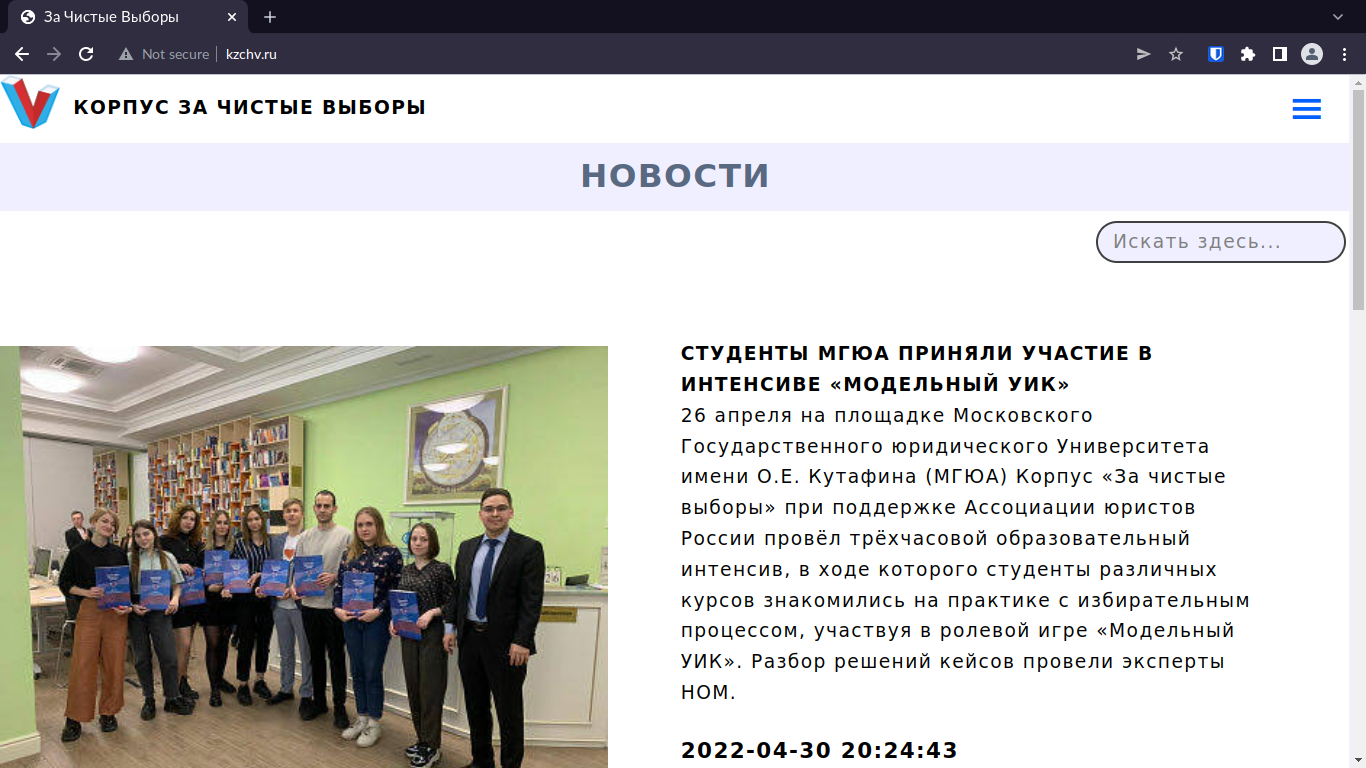 За Чистые Выборы
Not secure
kzchv.ru
КОРПУС ЗА ЧИСТЫЕ ВЫБОРЫ
НОВОСТИ
Искать здесь...
СТУДЕНТЫ МГЮА ПРИНЯЛИ УЧАСТИЕ В
ИНТЕНСИВЕ «МОДЕЛЬНЫЙ УИК»
26 апреля на площадке Московского
Государственного юридического Университета
имени О.Е. Кутафина (МГЮА) Корпус «За чистые
выборы» при поддержке Ассоциации юристов
России провёл трёхчасовой образовательный
интенсив, в ходе которого студенты различных
курсов знакомились на практике с избирательным
процессом, участвуя в ролевой игре «Модельный
УИК». Разбор решений кейсов провели эксперты
НОМ.
2022-04-30 20:24:43